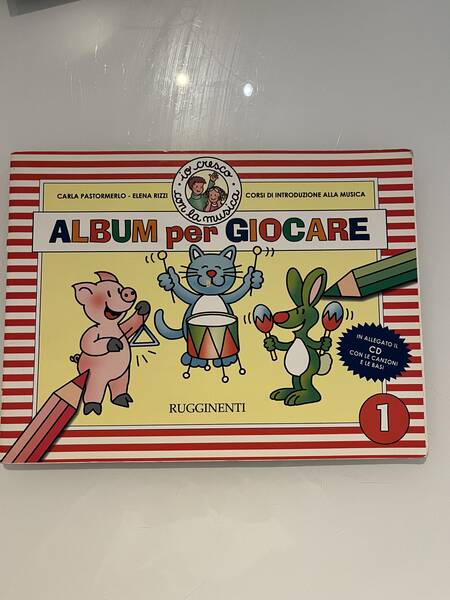 io cresco
con la musica
CARLA PASTORMERLO - ELENA RIZZI
CORSI DI INTRODUZIONE ALLA MUSICA
ALBUM per GIOCARE
IN ALLEGATO IL
CD
CON LE CANZONI
E LE BASI
RUGGINENTI
1